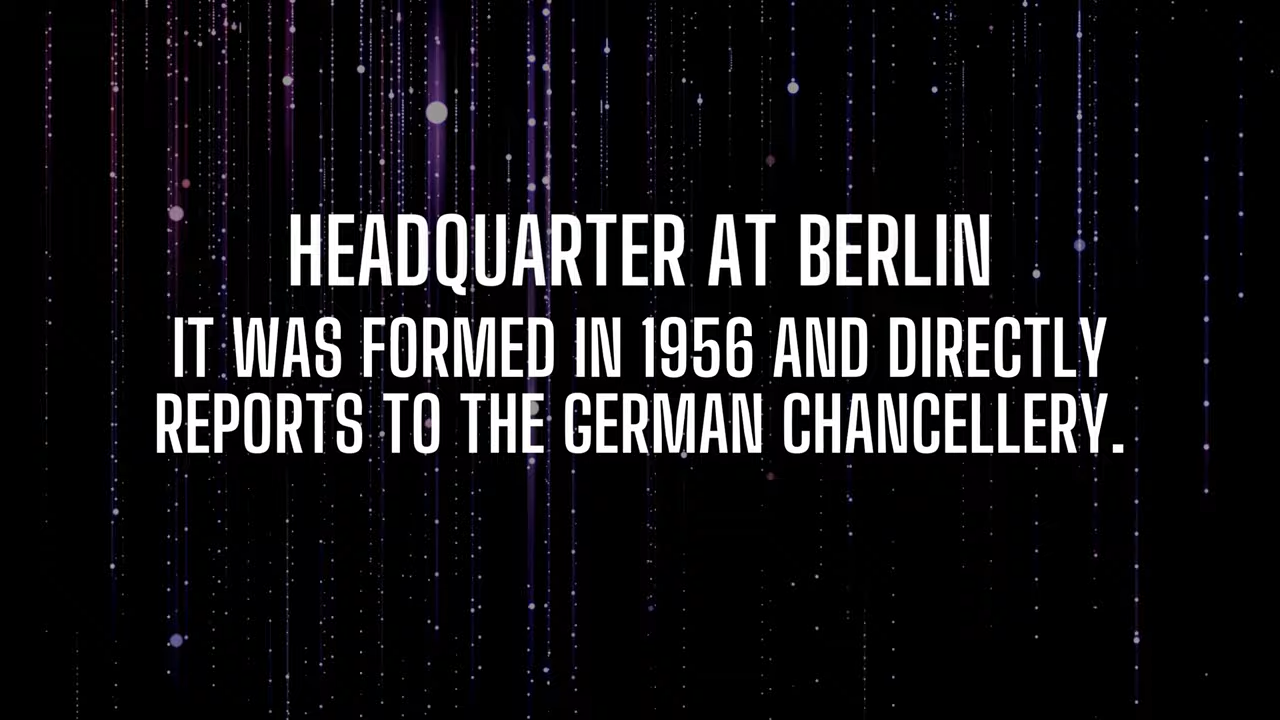 HEADQUARTER AT BERLIN
IT WAS FORMED IN 1956 AND DIRECTLY
REPORTS TO THE GERMAN CHANCELLERY.